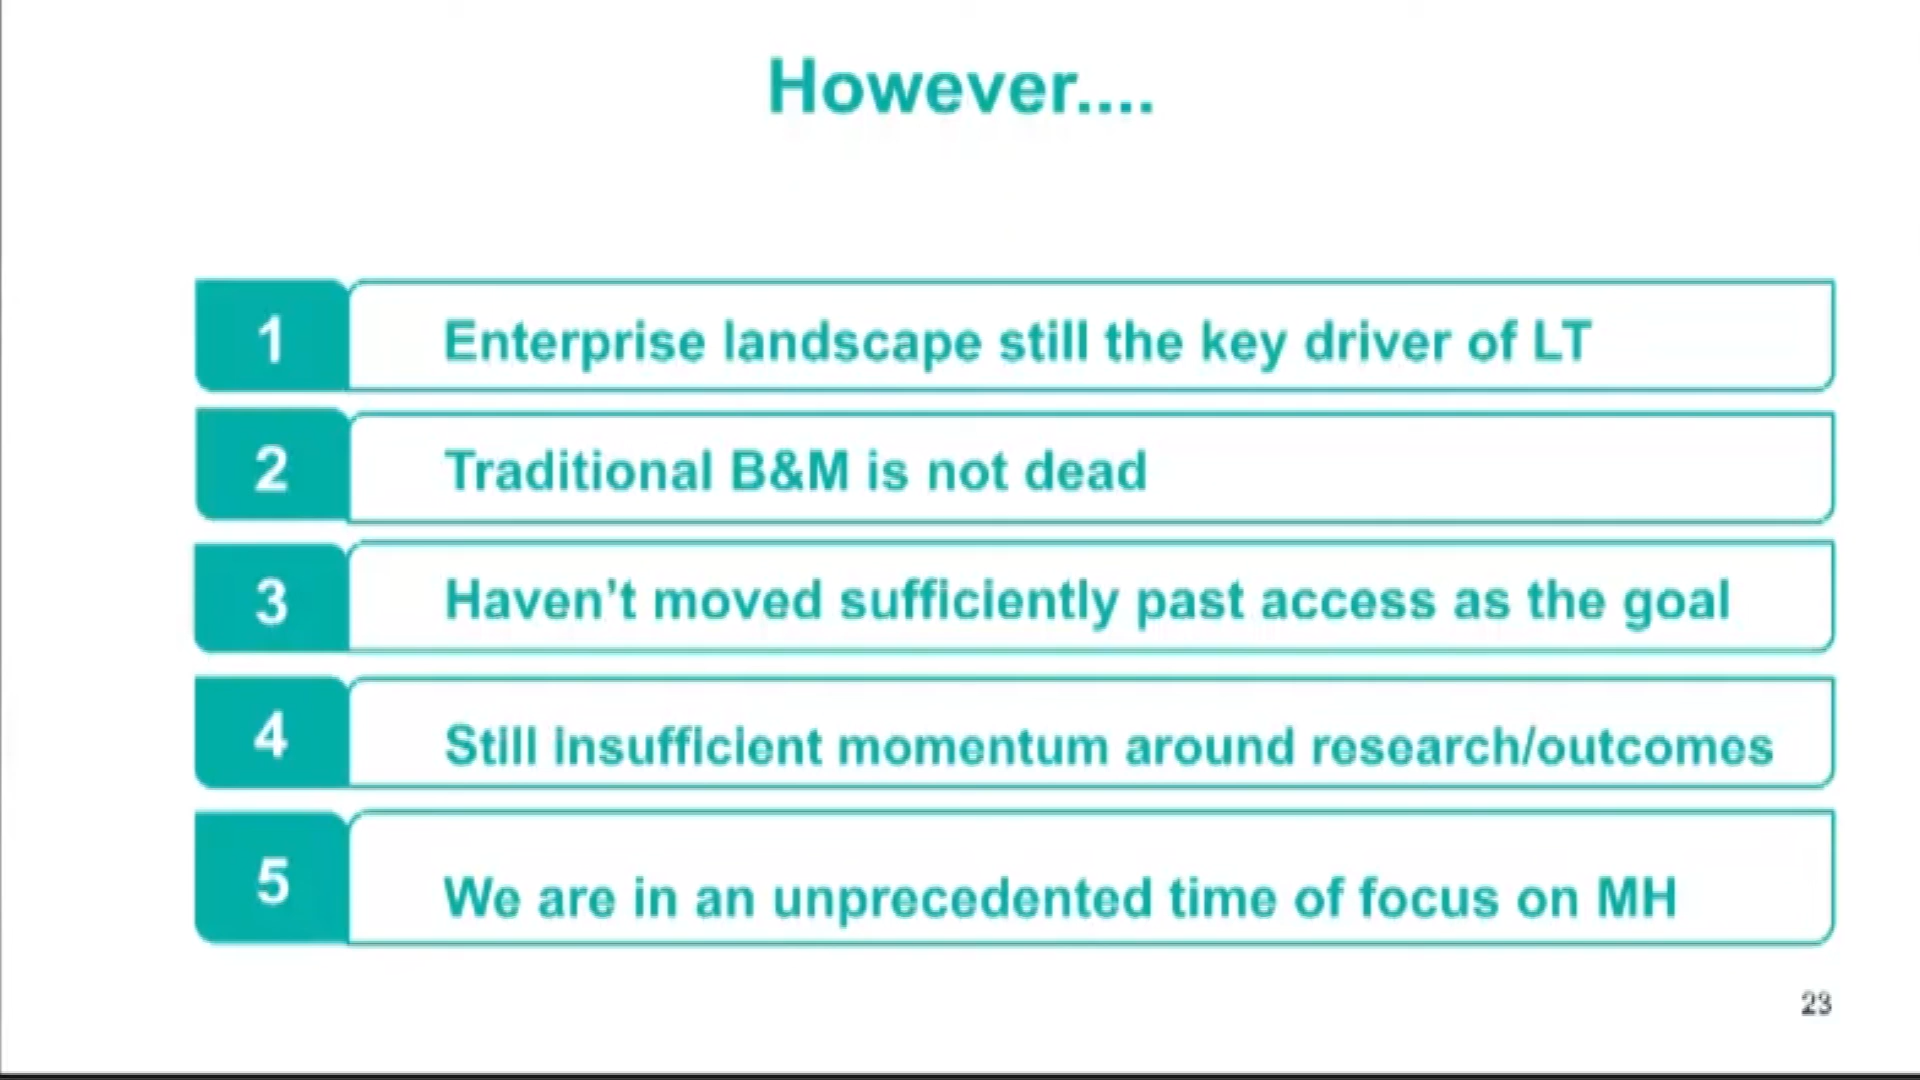 However....
1 Enterprise landscape still the key driver of LT
2 Traditional B&M is not dead
3 Haven’t moved sufficiently past access as the goal
4 Still insufficient momentum around research/outcomes
5 We are in an unprecedented time of focus on MH
23